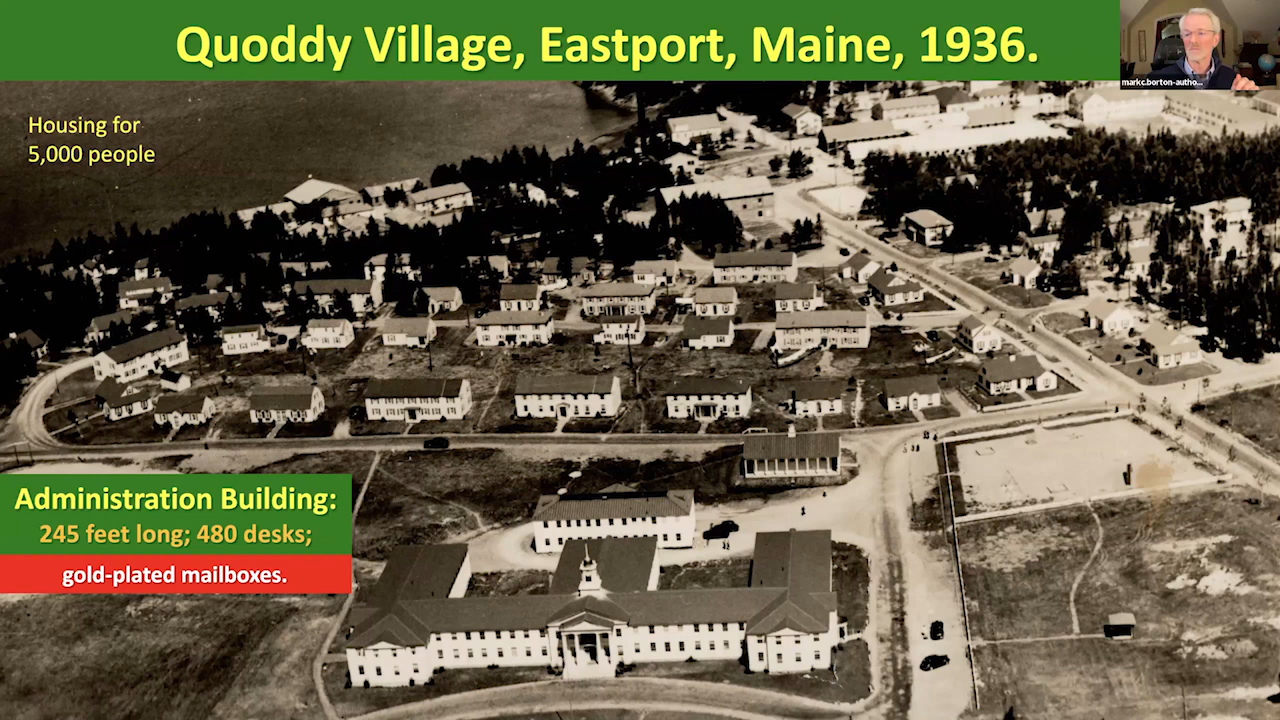 Quoddy Village, Eastport, Maine, 1936.
markc.borton-autho...
Housing for
5,000 people
Administration Building:
245 feet long; 480 desks;
gold-plated mailboxes.